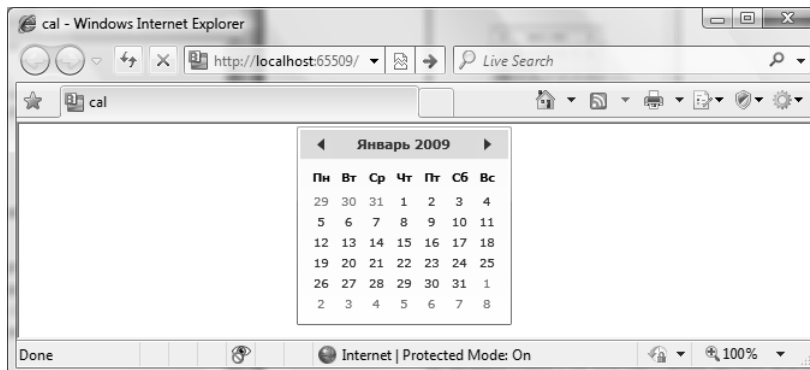 cal - Windows Internet Explorer
http://localhost:65509/ Live Search
cal
Январь 2009
Пн Вт Ср Чт Пт Сб Вс
29 30 31 1 2 3 4
5 6 7 8 9 10 11
12 13 14 15 16 17 18
19 20 21 22 23 24 25
26 27 28 29 30 31 1
2 3 4 5 6 7 8
Done Internet | Protected Mode: On 100%